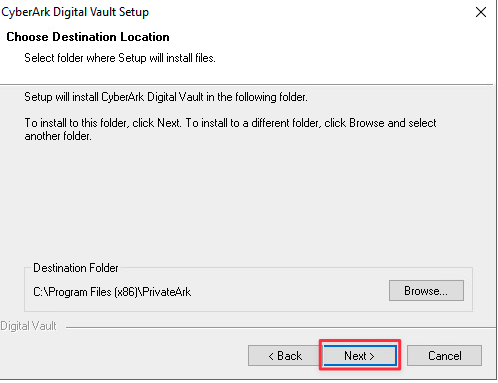 CyberArk Digital Vault Setup
Choose Destination Location
Select folder where Setup will install files.
Setup will install CyberArk Digital Vault in the following folder.
To install to this folder, click Next. To install to a different folder, click Browse and select
another folder.
Destination Folder
C:\Program Files (x86)\PrivateArk
Browse...
Digital Vault
< Back
Next >
Cancel